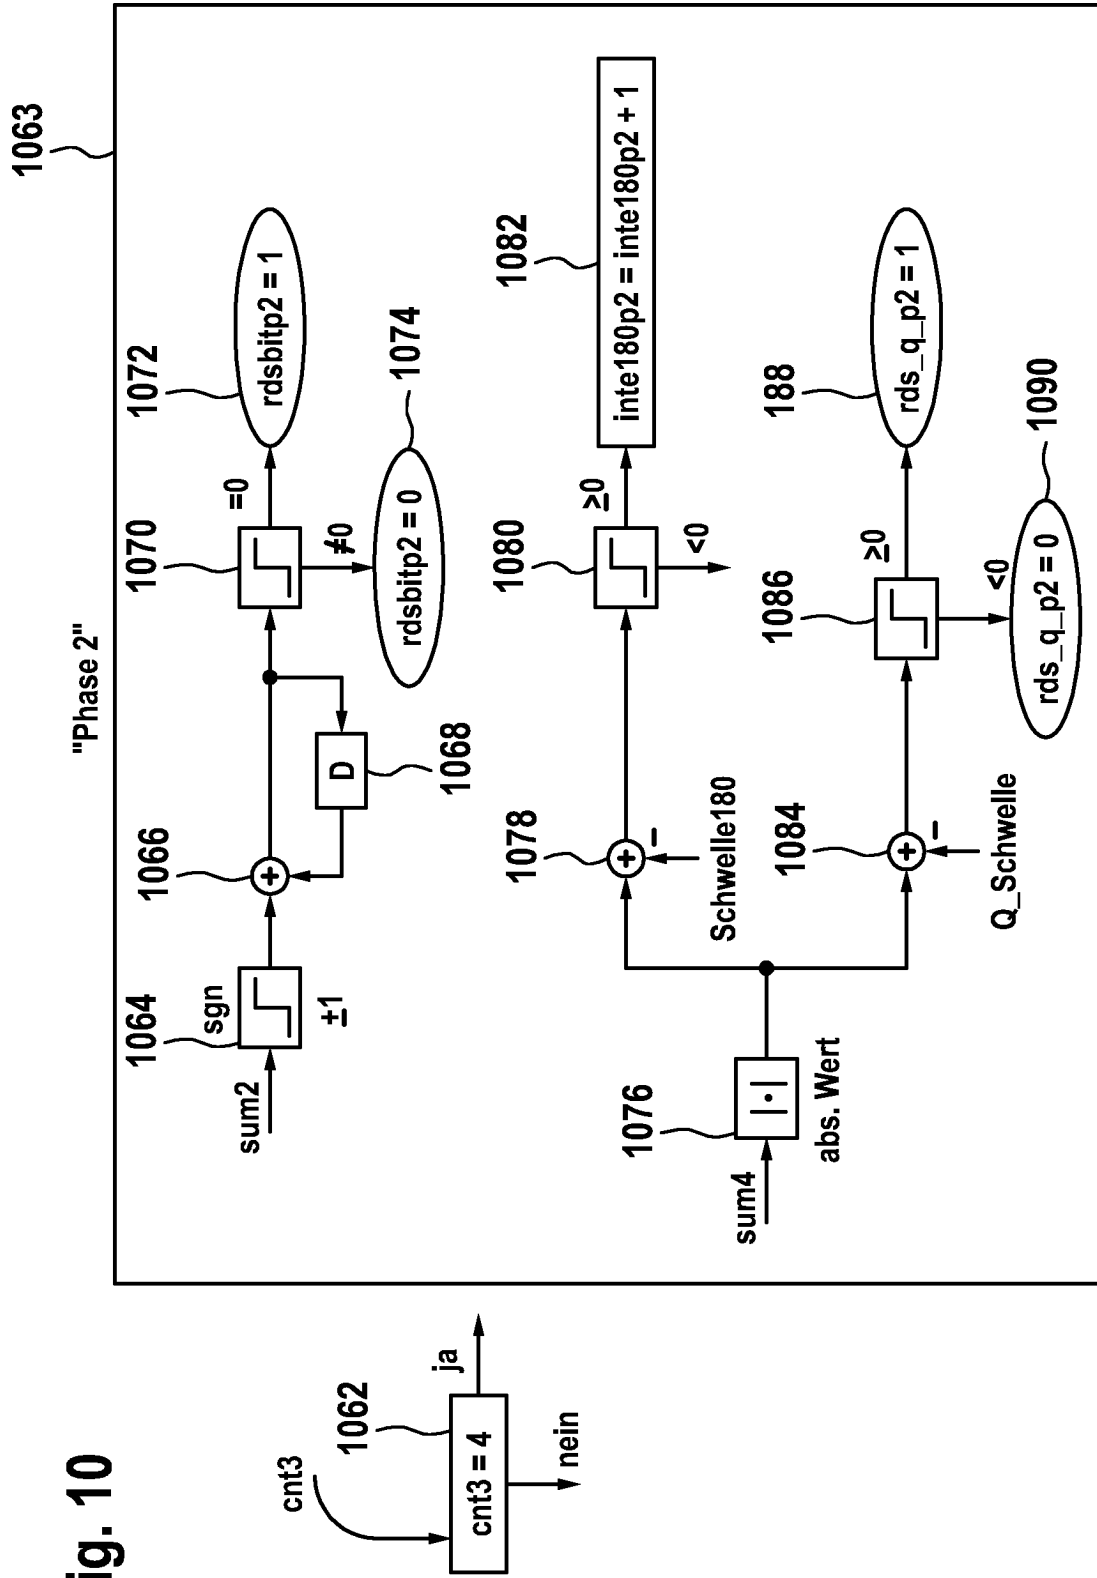 ig. 10
cnt3
cnt3 = 4
1062
ja
nein
"Phase 2"
1063
sum2
1064
sgn
±1
1066
D
1068
1070
=0
≠0
1072
rdsbitp2 = 1
rdsbitp2 = 0
1074
sum4
1076
|·|
abs. Wert
1078
+
–
Schwelle180
1080
≥0
<0
1082
inte180p2 = inte180p2 + 1
1084
+
–
Q_Schwelle
1086
≥0
<0
188
rds_q_p2 = 1
rds_q_p2 = 0
1090
+